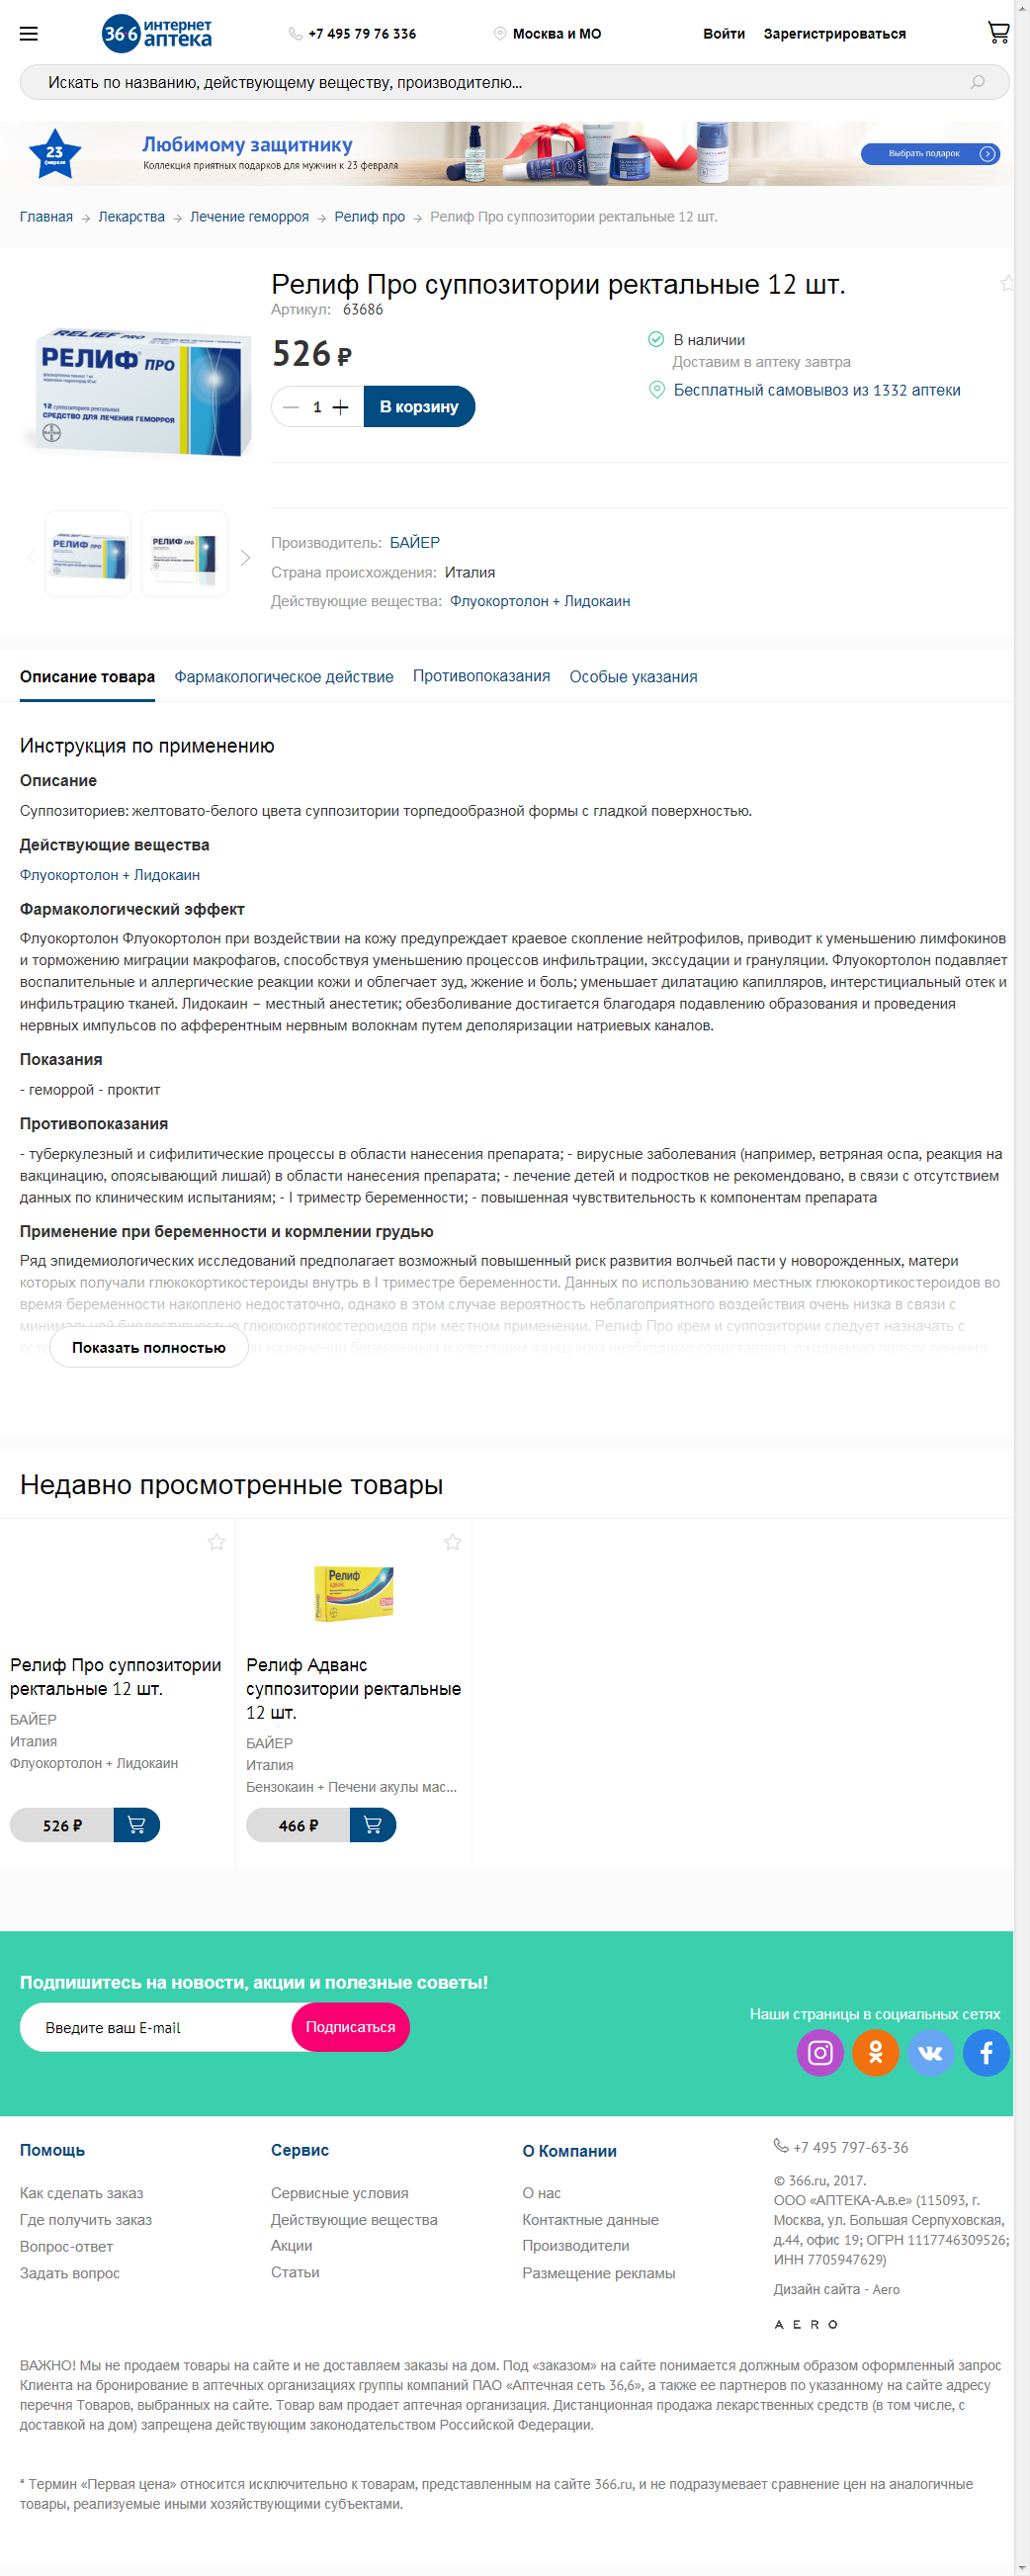 36·6 интернет аптека
+7 495 79 76 336
Москва и МО
Войти
Зарегистрироваться
Искать по названию, действующему веществу, производителю...
23 февраля
Любимому защитнику
Коллекция приятных подарков для мужчин к 23 февраля
Выбрать подарок
Главная → Лекарства → Лечение геморроя → Релиф про → Релиф Про суппозитории ректальные 12 шт.
Релиф Про суппозитории ректальные 12 шт.
Артикул: 63686
526 ₽
В наличии
Доставим в аптеку завтра
Бесплатный самовывоз из 1332 аптеки
— 1 +
В корзину
RELIEF PRO
РЕЛИФ® ПРО
12 суппозиториев ректальных
СРЕДСТВО ДЛЯ ЛЕЧЕНИЯ ГЕМОРРОЯ
РЕЛИФ ПРО
РЕЛИФ ПРО
Производитель: БАЙЕР
Страна происхождения: Италия
Действующие вещества: Флуокортолон + Лидокаин
Описание товара
Фармакологическое действие
Противопоказания
Особые указания
Инструкция по применению
Описание
Суппозиториев: желтовато-белого цвета суппозитории торпедообразной формы с гладкой поверхностью.
Действующие вещества
Флуокортолон + Лидокаин
Фармакологический эффект
Флуокортолон Флуокортолон при воздействии на кожу предупреждает краевое скопление нейтрофилов, приводит к уменьшению лимфокинов
и торможению миграции макрофагов, способствуя уменьшению процессов инфильтрации, экссудации и грануляции. Флуокортолон подавляет
воспалительные и аллергические реакции кожи и облегчает зуд, жжение и боль; уменьшает дилатацию капилляров, интерстициальный отек и
инфильтрацию тканей. Лидокаин – местный анестетик; обезболивание достигается благодаря подавлению образования и проведения
нервных импульсов по афферентным нервным волокнам путем деполяризации натриевых каналов.
Показания
- геморрой - проктит
Противопоказания
- туберкулезный и сифилитические процессы в области нанесения препарата; - вирусные заболевания (например, ветряная оспа, реакция на
вакцинацию, опоясывающий лишай) в области нанесения препарата; - лечение детей и подростков не рекомендовано, в связи с отсутствием
данных по клиническим испытаниям; - I триместр беременности; - повышенная чувствительность к компонентам препарата
Применение при беременности и кормлении грудью
Ряд эпидемиологических исследований предполагает возможный повышенный риск развития волчьей пасти у новорожденных, матери
которых получали глюкокортикостероиды внутрь в I триместре беременности. Данных по использованию местных глюкокортикостероидов во
время беременности накоплено недостаточно, однако в этом случае вероятность неблагоприятного воздействия очень низка в связи с
минимальной биодоступностью глюкокортикостероидов при местном применении. Релиф Про крем и суппозитории следует назначать с
назначении беременным и кормящим женщинам необходимо сопоставлять ожидаемую пользу лечения
Показать полностью
Недавно просмотренные товары
Релиф® АДВАНС
Релиф Про суппозитории
ректальные 12 шт.
БАЙЕР
Италия
Флуокортолон + Лидокаин
526 ₽
Релиф Адванс
суппозитории ректальные
12 шт.
БАЙЕР
Италия
Бензокаин + Печени акулы мас...
466 ₽
Подпишитесь на новости, акции и полезные советы!
Введите ваш E-mail
Подписаться
Наши страницы в социальных сетях
Помощь
Как сделать заказ
Где получить заказ
Вопрос-ответ
Задать вопрос
Сервис
Сервисные условия
Действующие вещества
Акции
Статьи
О Компании
О нас
Контактные данные
Производители
Размещение рекламы
+7 495 797-63-36
© 366.ru, 2017.
ООО «АПТЕКА-А.в.е» (115093, г.
Москва, ул. Большая Серпуховская,
д.44, офис 19; ОГРН 1117746309526;
ИНН 7705947629)
Дизайн сайта - Aero
AERO
ВАЖНО! Мы не продаем товары на сайте и не доставляем заказы на дом. Под «заказом» на сайте понимается должным образом оформленный запрос
Клиента на бронирование в аптечных организациях группы компаний ПАО «Аптечная сеть 36,6», а также ее партнеров по указанному на сайте адресу
перечня Товаров, выбранных на сайте. Товар вам продает аптечная организация. Дистанционная продажа лекарственных средств (в том числе, с
доставкой на дом) запрещена действующим законодательством Российской Федерации.
* Термин «Первая цена» относится исключительно к товарам, представленным на сайте 366.ru, и не подразумевает сравнение цен на аналогичные
товары, реализуемые иными хозяйствующими субъектами.